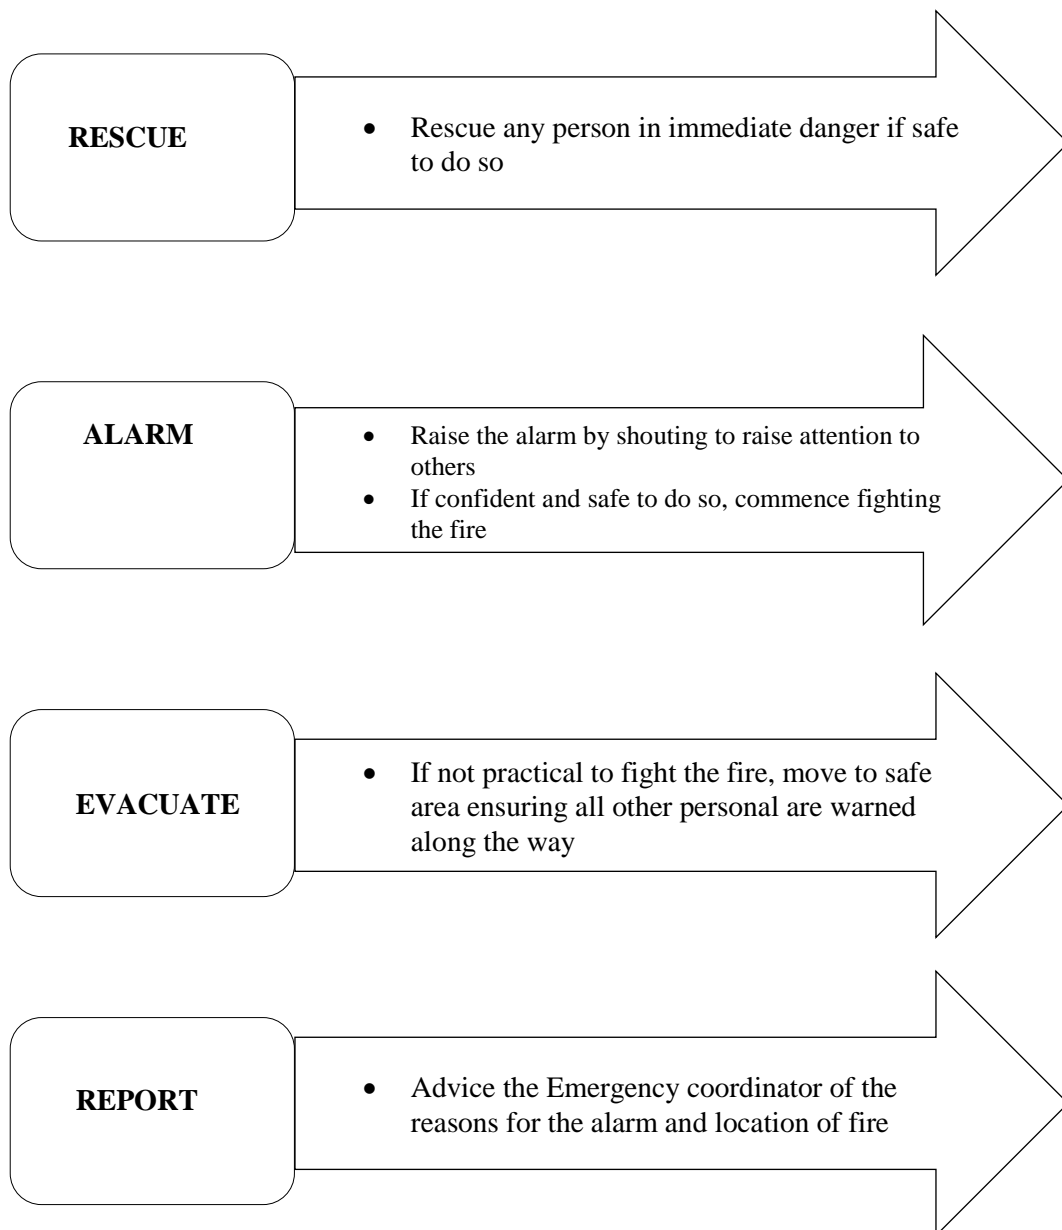 RESCUE
• Rescue any person in immediate danger if safe
to do so
ALARM
• Raise the alarm by shouting to raise attention to
others
• If confident and safe to do so, commence fighting
the fire
EVACUATE
• If not practical to fight the fire, move to safe
area ensuring all other personal are warned
along the way
REPORT
• Advice the Emergency coordinator of the
reasons for the alarm and location of fire